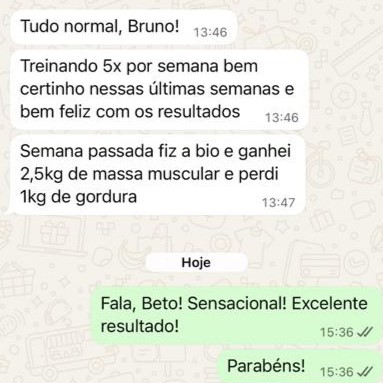 Tudo normal, Bruno! 13:46
Treinando 5x por semana bem
certinho nessas últimas semanas e
bem feliz com os resultados 13:46
Semana passada fiz a bio e ganhei
2,5kg de massa muscular e perdi
1kg de gordura 13:47
Hoje
Fala, Beto! Sensacional! Excelente
resultado! 15:36
Parabéns! 15:36